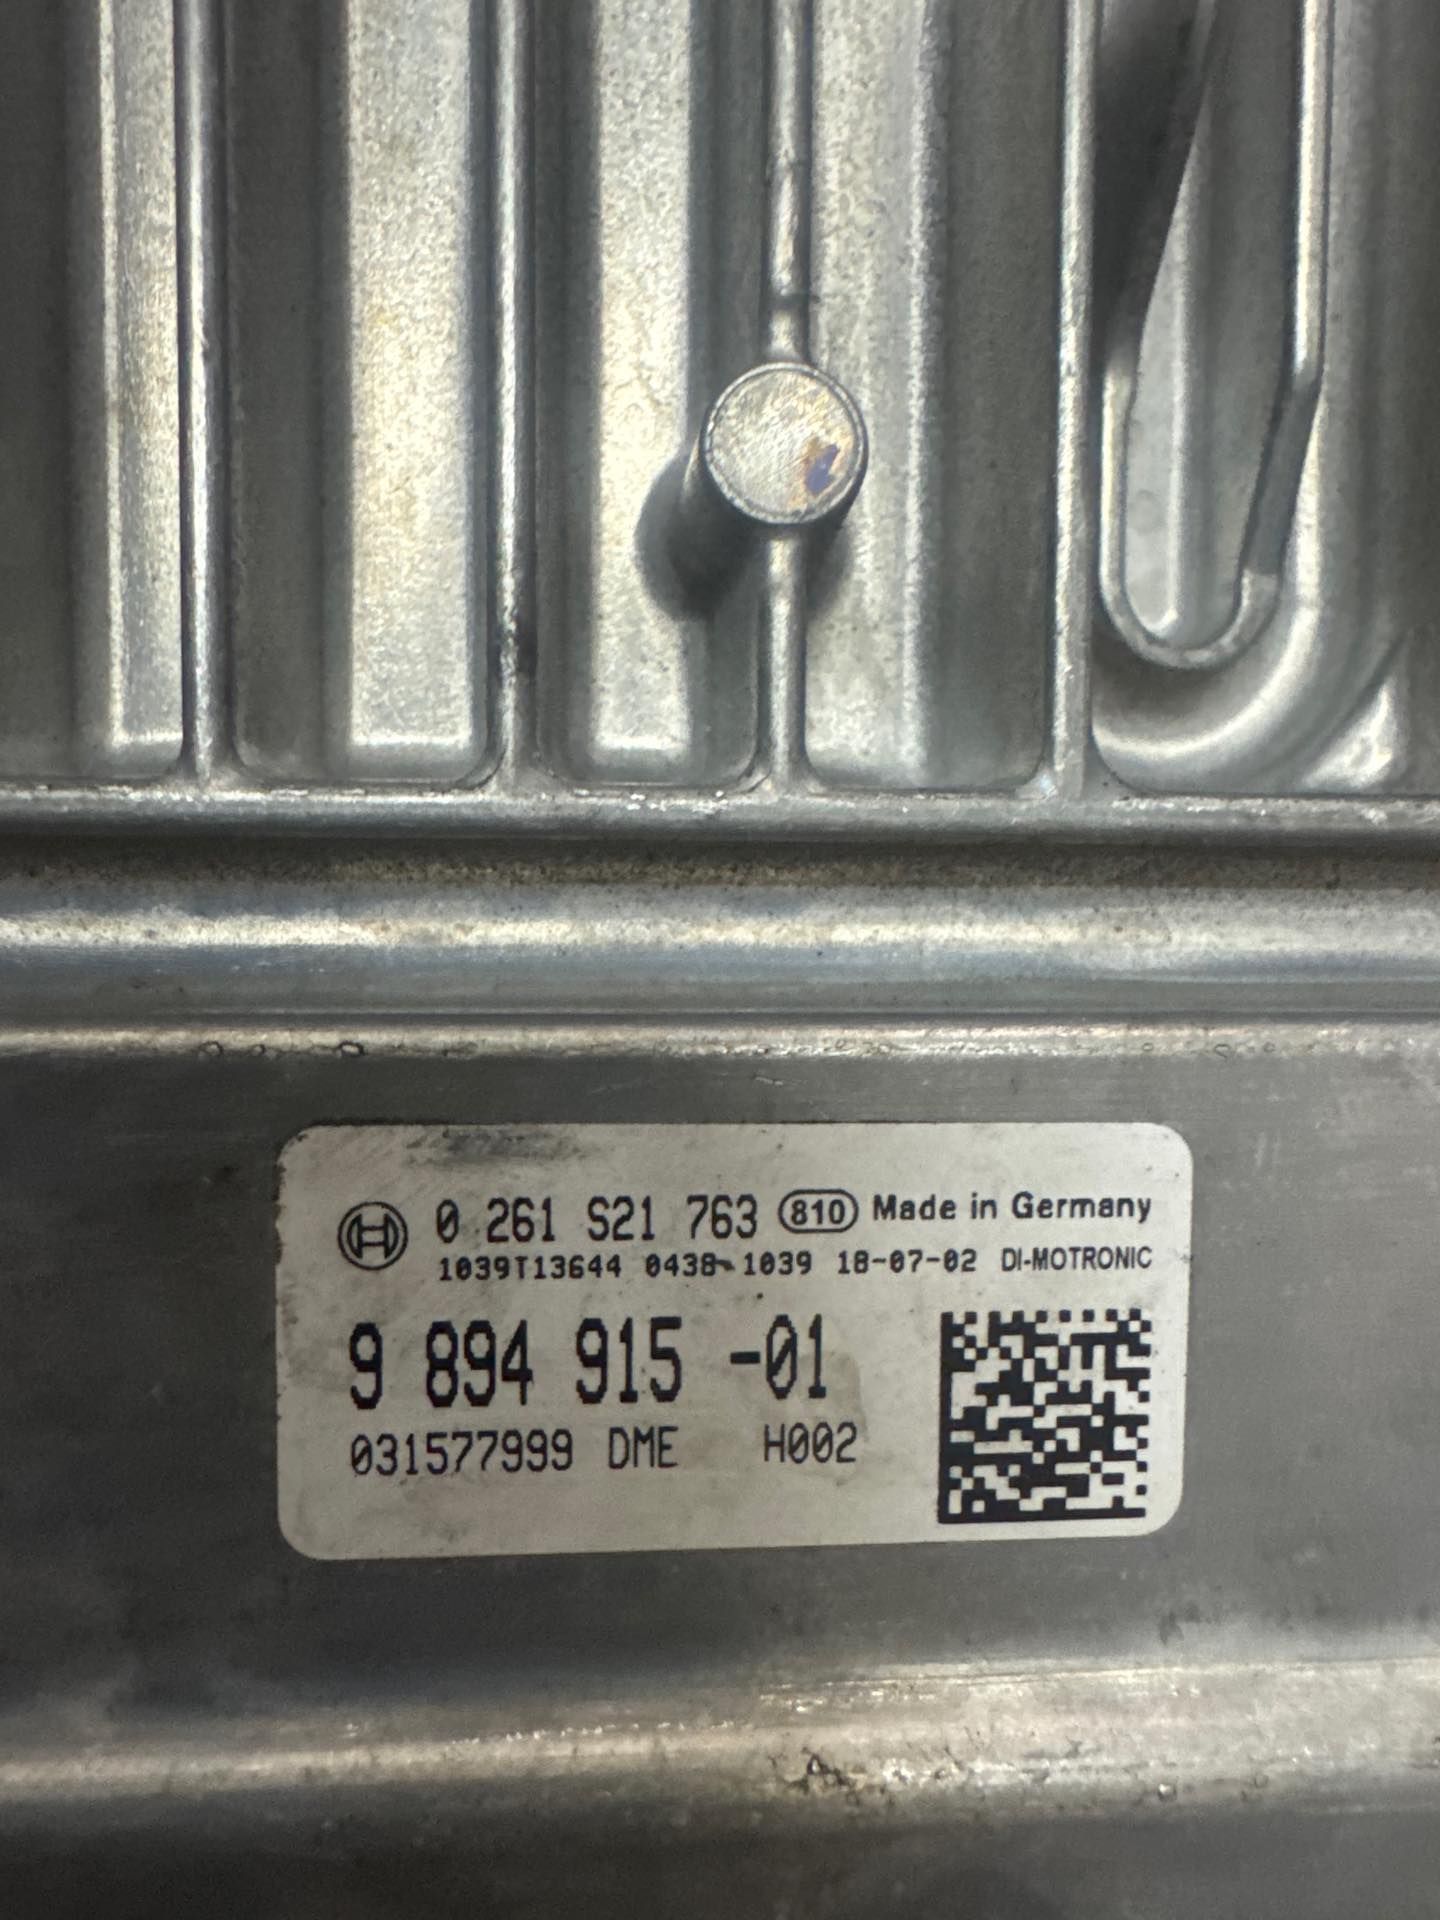 0 261 S21 763 810 Made in Germany
1039T13644 0438-1039 18-07-02 DI-MOTRONIC
9 894 915 -01
031577999 DME H002